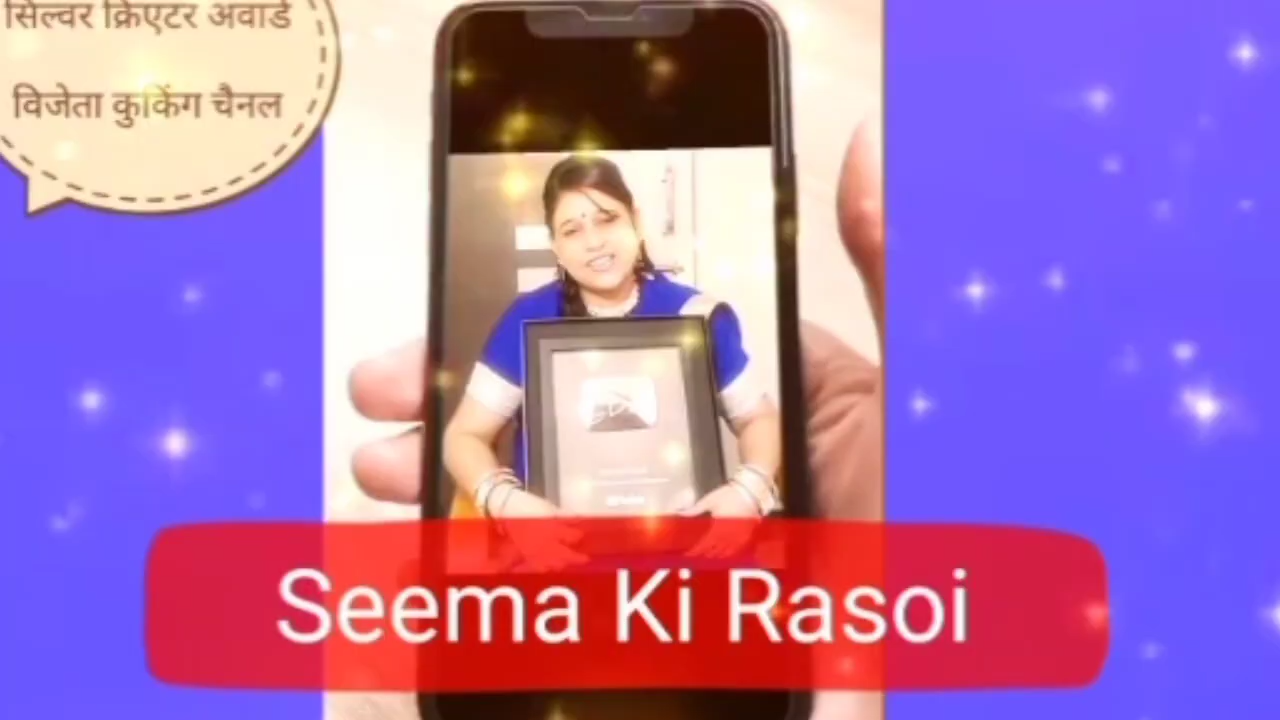 सिल्वर क्रिएटर अवार्ड
विजेता कुकिंग चैनल
Seema Ki Rasoi